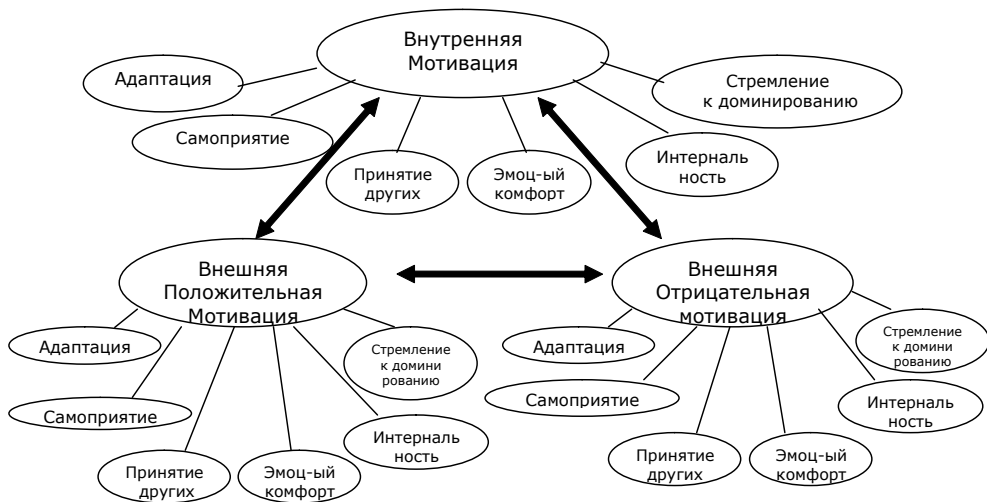 Внутренняя
Мотивация
Адаптация
Стремление
к доминированию
Самоприятие
Принятие
других
Эмоц-ый
комфорт
Интерналь
ность
Внешняя
Положительная
Мотивация
Адаптация
Самоприятие
Принятие
других
Эмоц-ый
комфорт
Интерналь
ность
Стремление
к домини
рованию
Внешняя
Отрицательная
мотивация
Адаптация
Самоприятие
Принятие
других
Эмоц-ый
комфорт
Интерналь
ность
Стремление
к домини
рованию